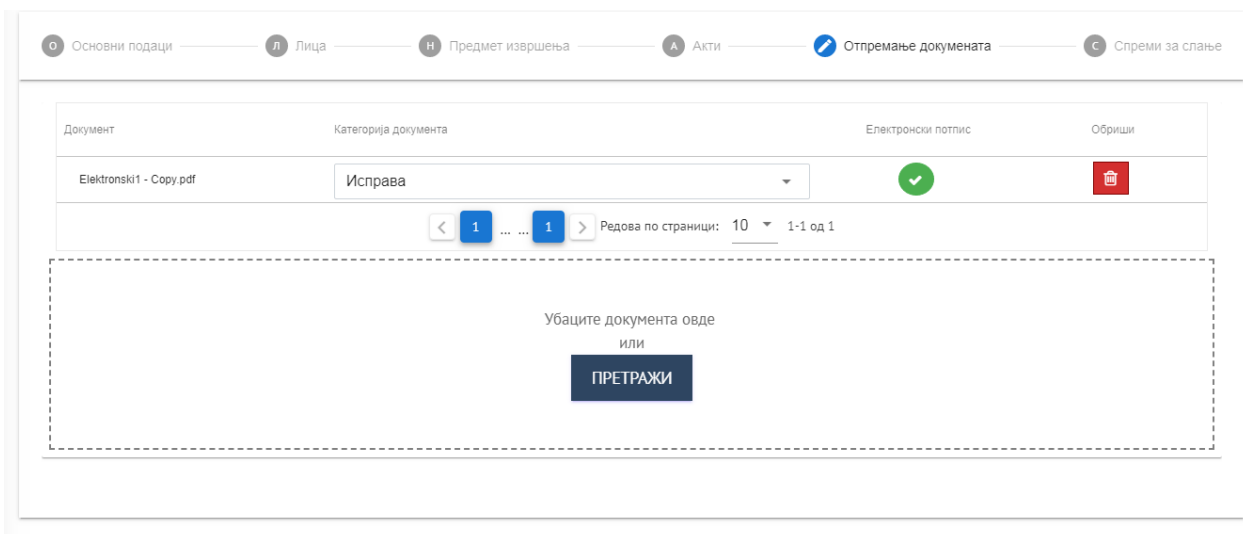 О Основни подаци Л Лица Н Предмет извршења А Акти Отпремање докумената С Спреми за слање
Документ Категорија документа Електронски потпис Обриши
Elektronski1 - Copy.pdf Исправа
1 ... ... 1 Редова по страници: 10 1-1 од 1
Убаците документа овде
или
ПРЕТРАЖИ